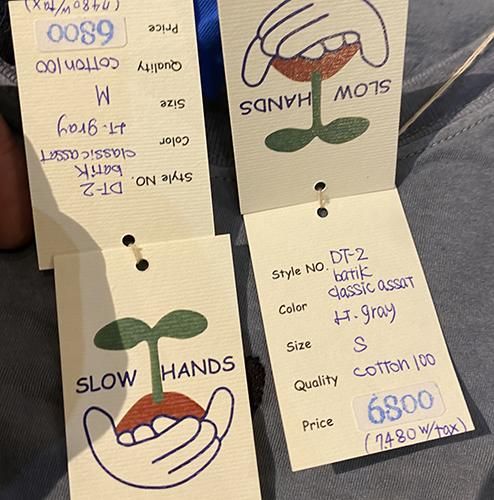 Style NO. DT-2
batik
classic assat
Color LT. gray
Size M
Quality cotton 100
Price 6800
(7480 w/tax)
SLOW HANDS
SLOW HANDS
Style NO. DT-2
batik
classic assat
Color LT. gray
Size S
Quality cotton 100
Price 6800
(7480 w/tax)